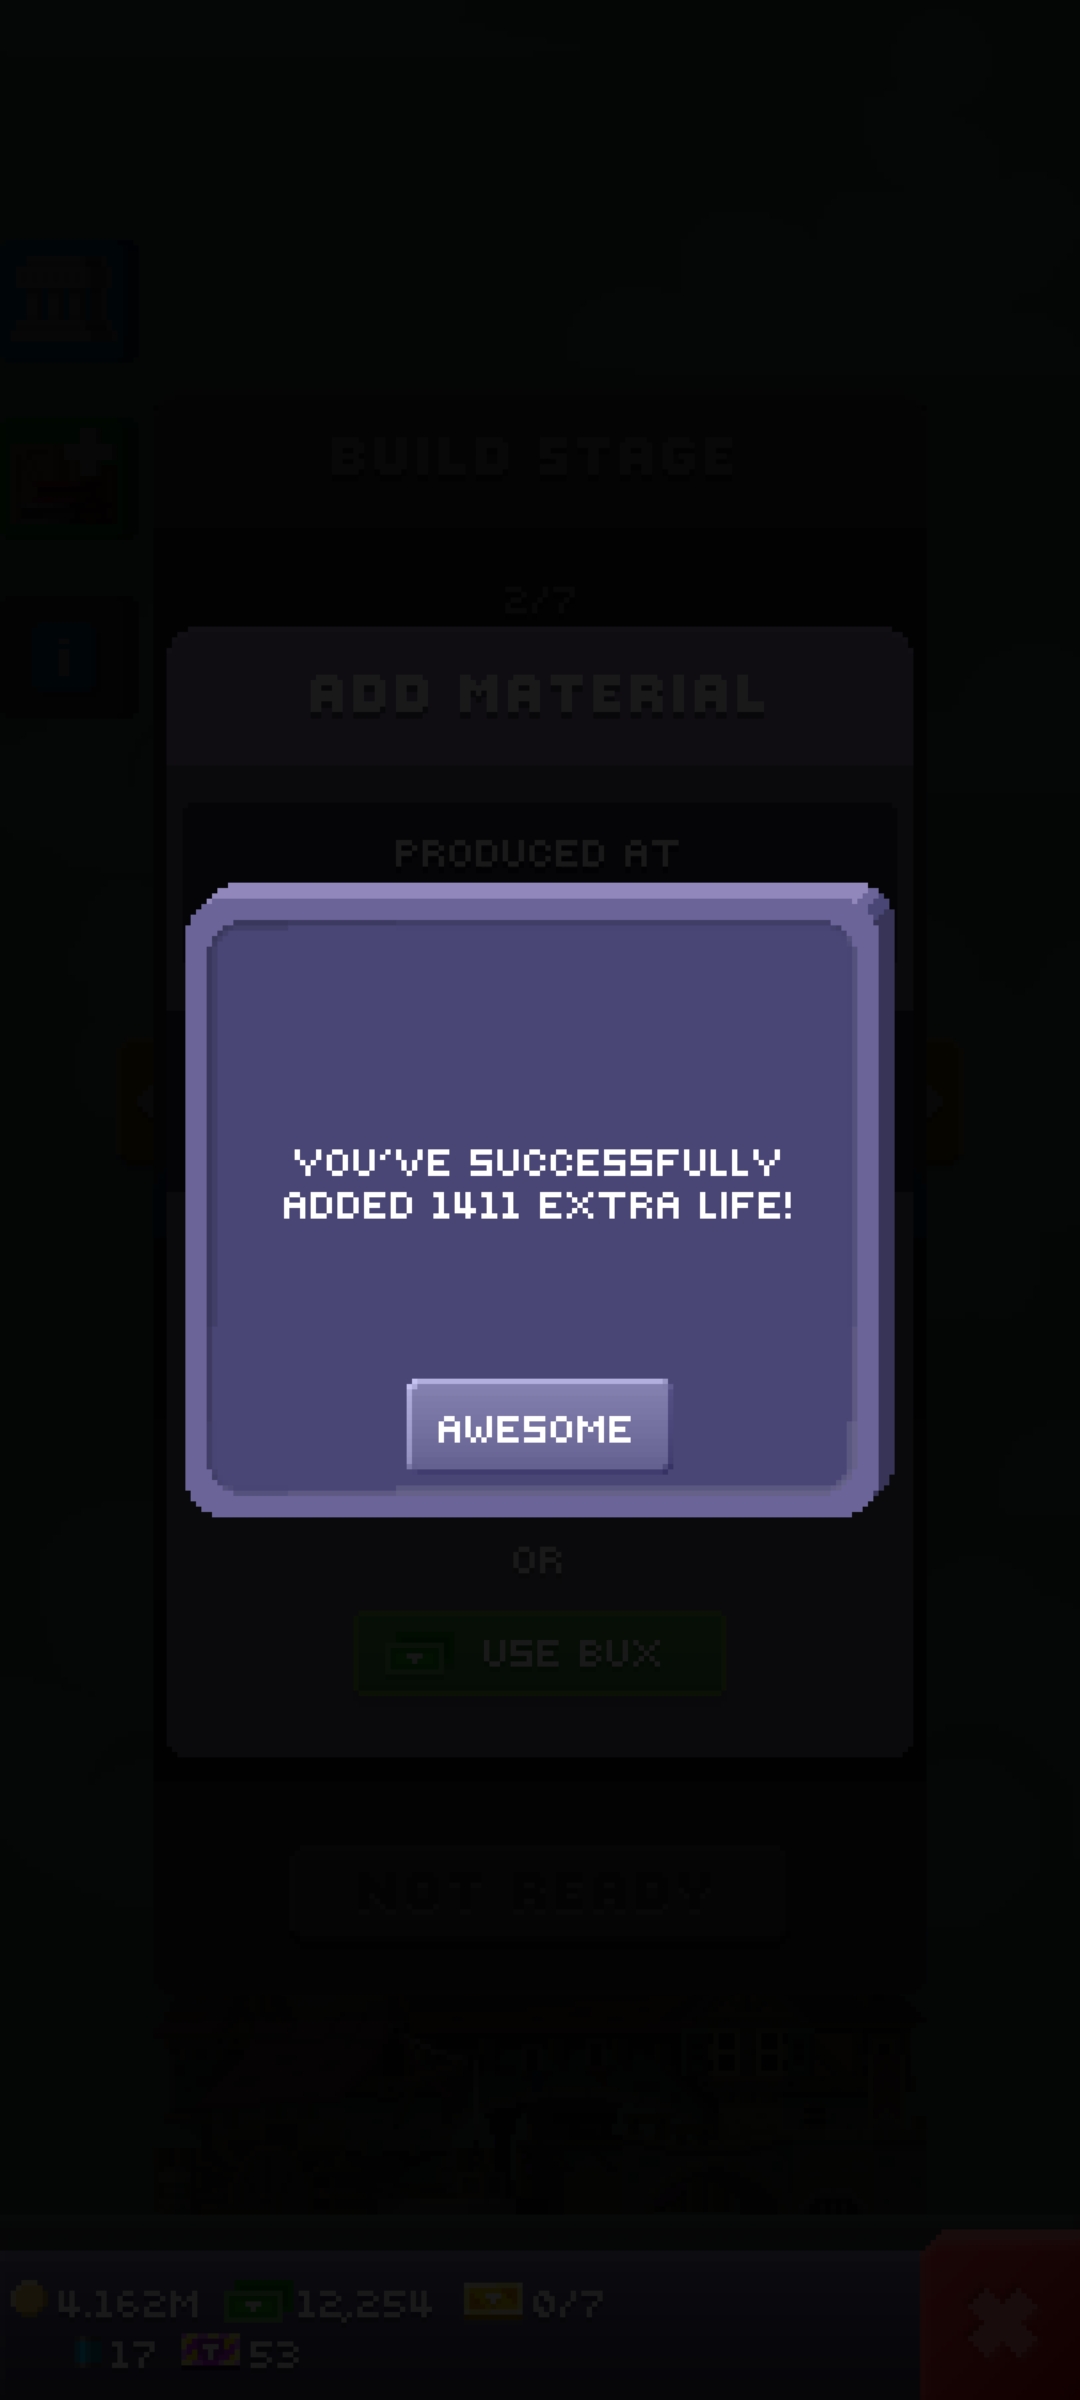 BUILD STAGE
2/7
ADD MATERIAL
PRODUCED AT
YOU'VE SUCCESSFULLY
ADDED 1411 EXTRA LIFE!
AWESOME
OR
USE BUX
NOT READY
4.162M 12,254 0/7
17 53